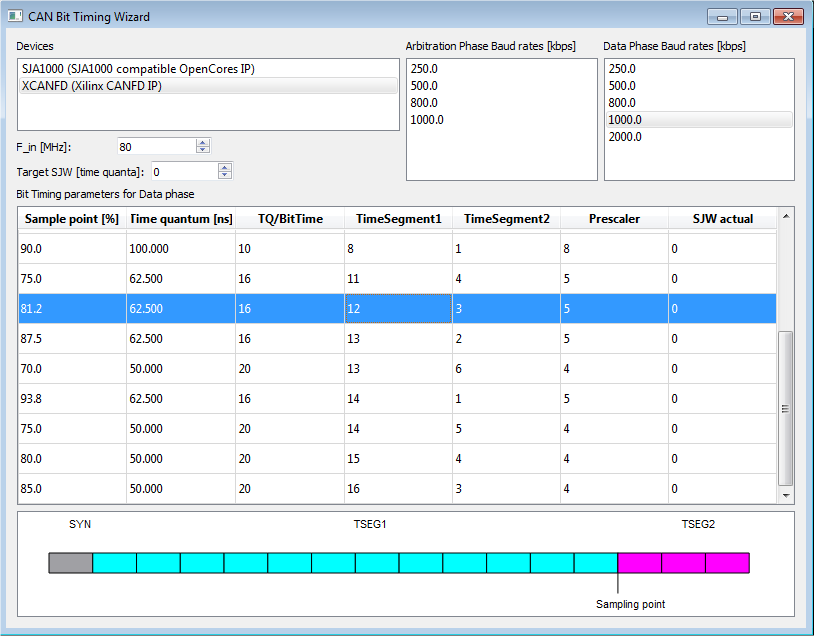 CAN Bit Timing Wizard
Devices
SJA1000 (SJA1000 compatible OpenCores IP)
XCANFD (Xilinx CANFD IP)
Arbitration Phase Baud rates [kbps]
250.0
500.0
800.0
1000.0
Data Phase Baud rates [kbps]
250.0
500.0
800.0
1000.0
2000.0
F_in [MHz]: 80
Target SJW [time quanta]: 0
Bit Timing parameters for Data phase
Sample point [%] Time quantum [ns] TQ/BitTime TimeSegment1 TimeSegment2 Prescaler SJW actual
90.0 100.000 10 8 1 8 0
75.0 62.500 16 11 4 5 0
81.2 62.500 16 12 3 5 0
87.5 62.500 16 13 2 5 0
70.0 50.000 20 13 6 4 0
93.8 62.500 16 14 1 5 0
75.0 50.000 20 14 5 4 0
80.0 50.000 20 15 4 4 0
85.0 50.000 20 16 3 4 0
SYN TSEG1 TSEG2
Sampling point